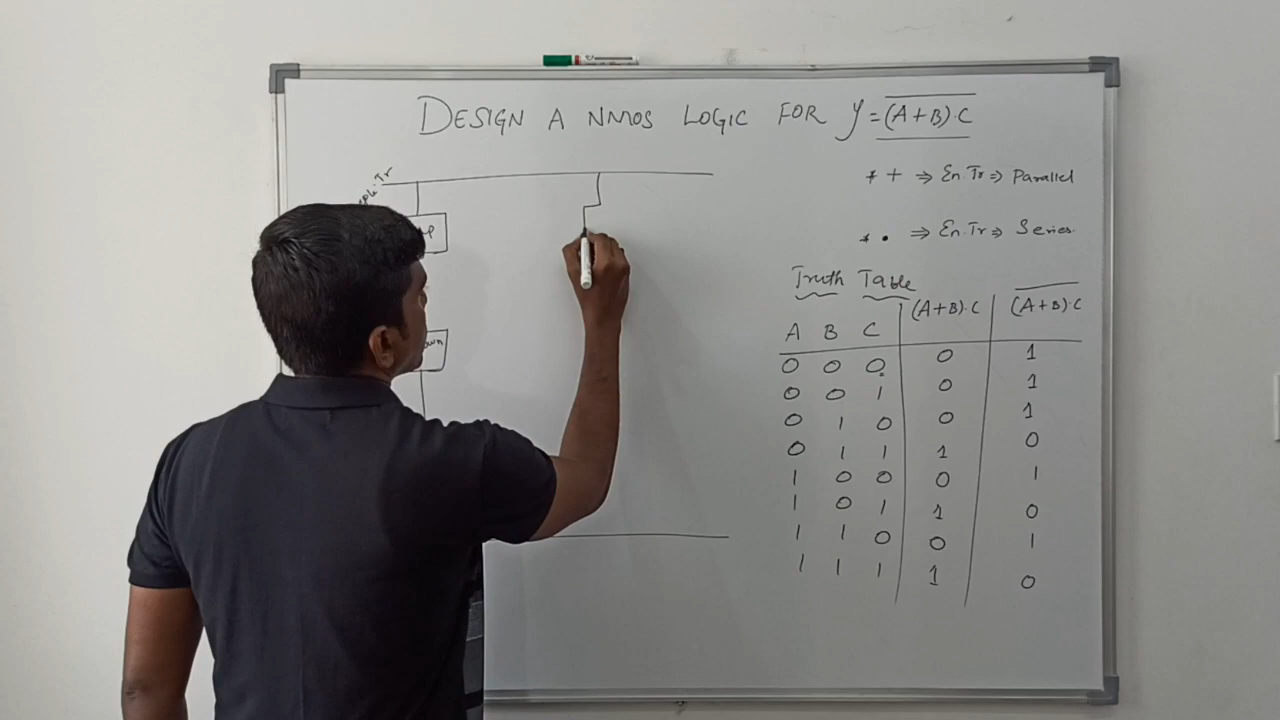 DESIGN A NMOS LOGIC FOR Y = \overline{(A+B)·C}
* + ⇒ En Tr ⇒ Parallel
* • ⇒ En.Tr ⇒ Series
Truth Table
A B C (A+B)·C \overline{(A+B)·C}
0 0 0 0 1
0 0 1 0 1
0 1 0 0 1
0 1 1 1 0
1 0 0 0 1
1 0 1 1 0
1 1 0 0 1
1 1 1 1 0